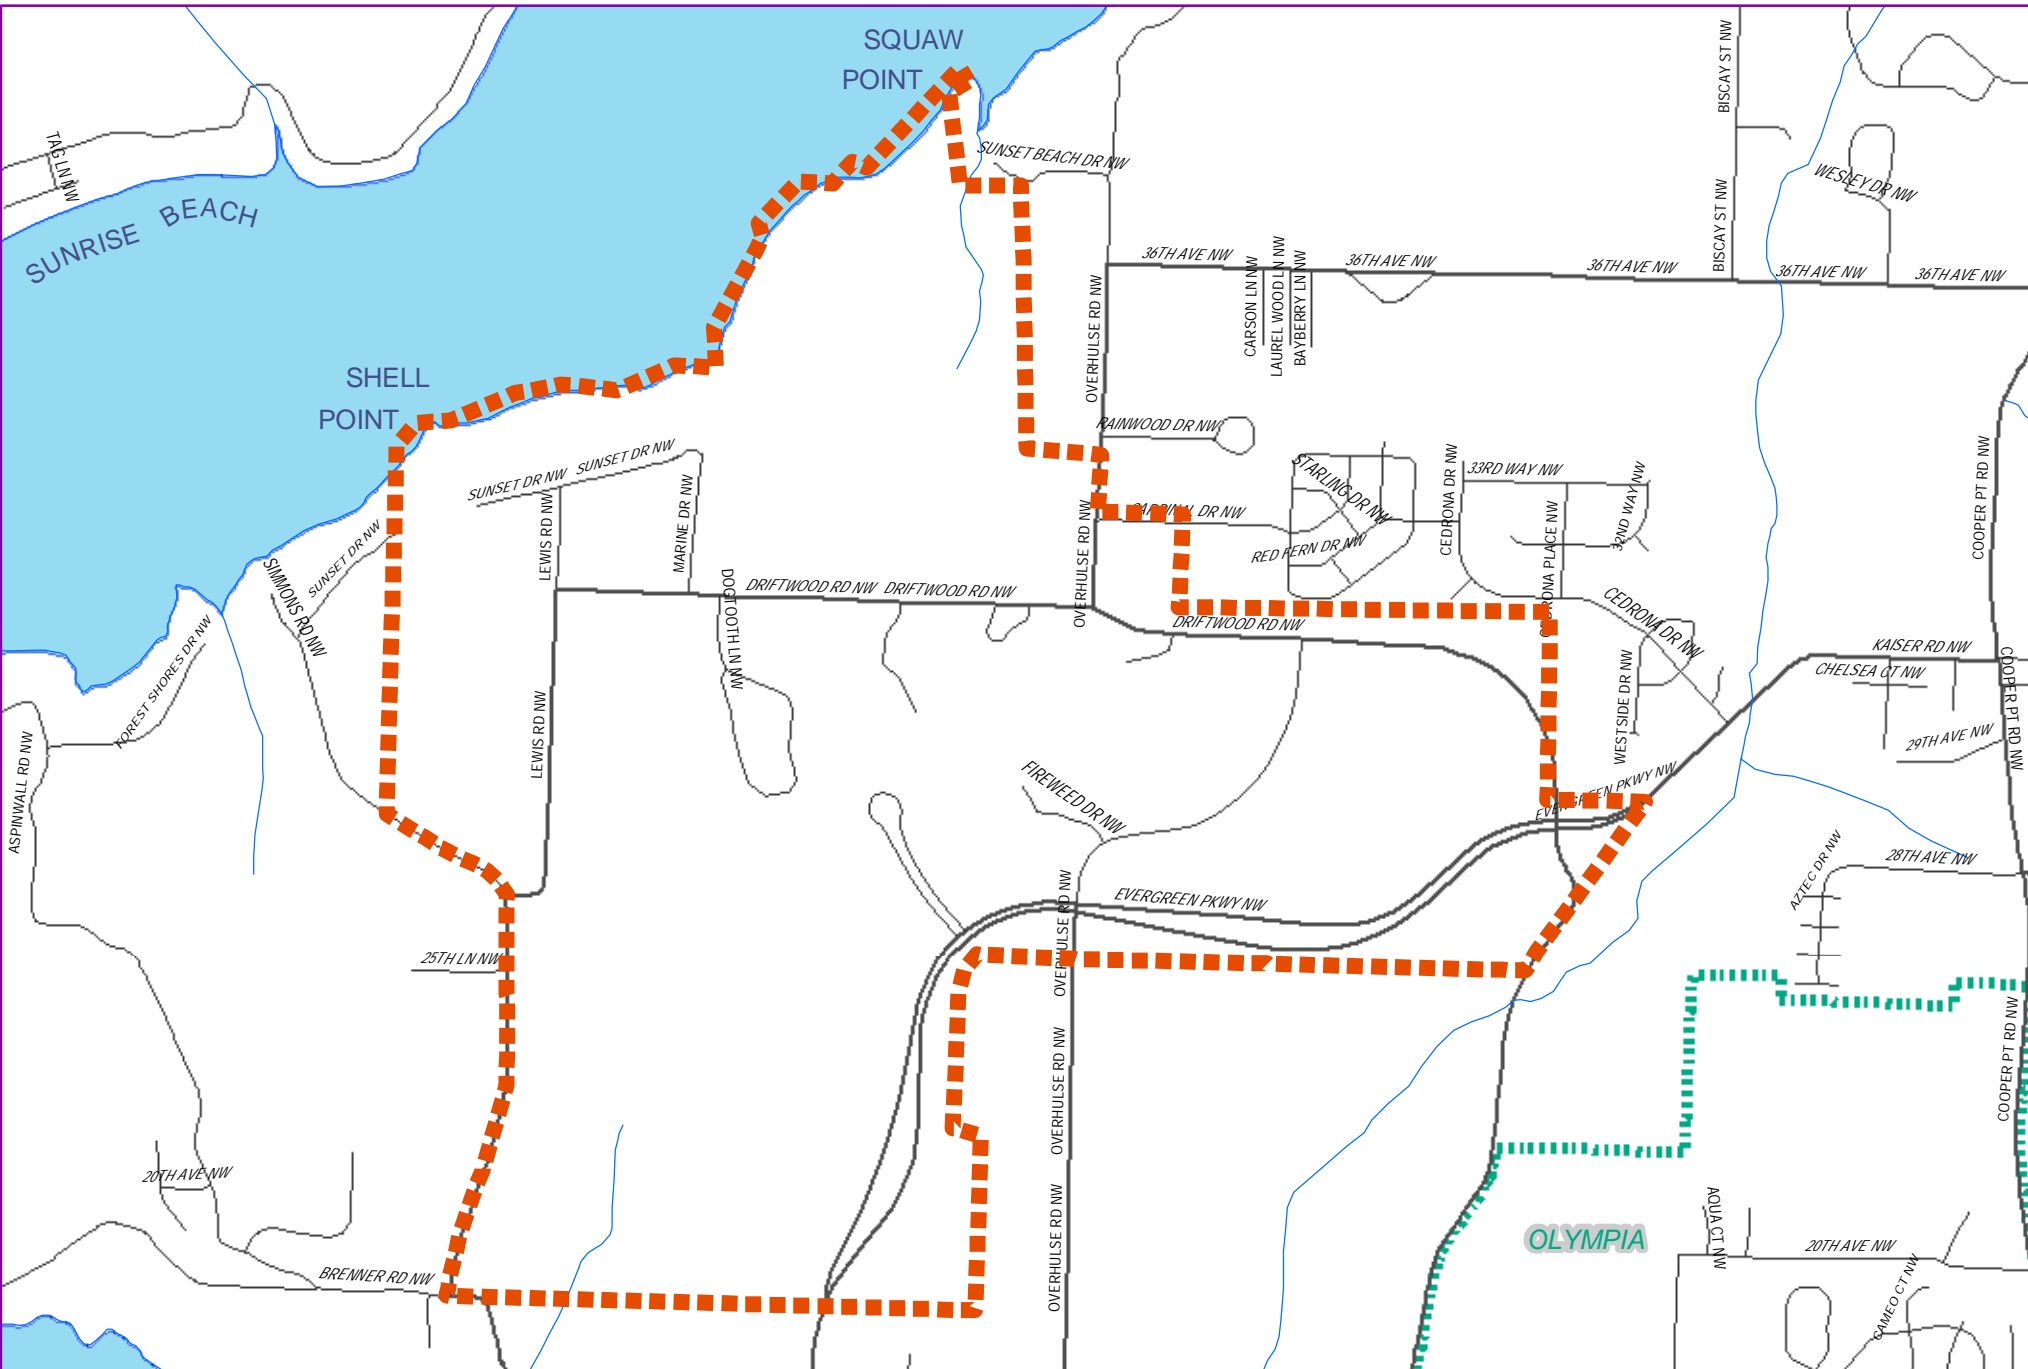 SQUAW
POINT
BISCAY ST NW
TAG LN NW
SUNSET BEACH DR NW
WESLEY DR NW
SUNRISE BEACH
BISCAY ST NW
36TH AVE NW
36TH AVE NW
36TH AVE NW
36TH AVE NW
36TH AVE NW
CARSON LN NW
LAUREL WOOD LN NW
BAYBERRY LN NW
OVERHULSE RD NW
SHELL
POINT
RAINWOOD DR NW
SUNSET DR NW
SUNSET DR NW
STARLING DR NW
CEDRONA DR NW
33RD WAY NW
32ND WAY NW
COOPER PT RD NW
LEWIS RD NW
MARINE DR NW
OVERHULSE RD NW
CARDINAL DR NW
RED FERN DR NW
CEDRONA PLACE NW
SUNSET DR NW
SIMMONS RD NW
DOGTOOTH LN NW
DRIFTWOOD RD NW
DRIFTWOOD RD NW
DRIFTWOOD RD NW
CEDRONA DR NW
FOREST SHORES DR NW
KAISER RD NW
CHELSEA CT NW
COOPER PT RD NW
WESTSIDE DR NW
29TH AVE NW
ASPINWALL RD NW
LEWIS RD NW
FIREWEED DR NW
EVERGREEN PKWY NW
AZTEC DR NW
28TH AVE NW
EVERGREEN PKWY NW
OVERHULSE RD NW
25TH LN NW
OVERHULSE RD NW
COOPER PT RD NW
20TH AVE NW
OVERHULSE RD NW
AQUA CT NW
OLYMPIA
20TH AVE NW
BRENNER RD NW
CAMEO CT NW